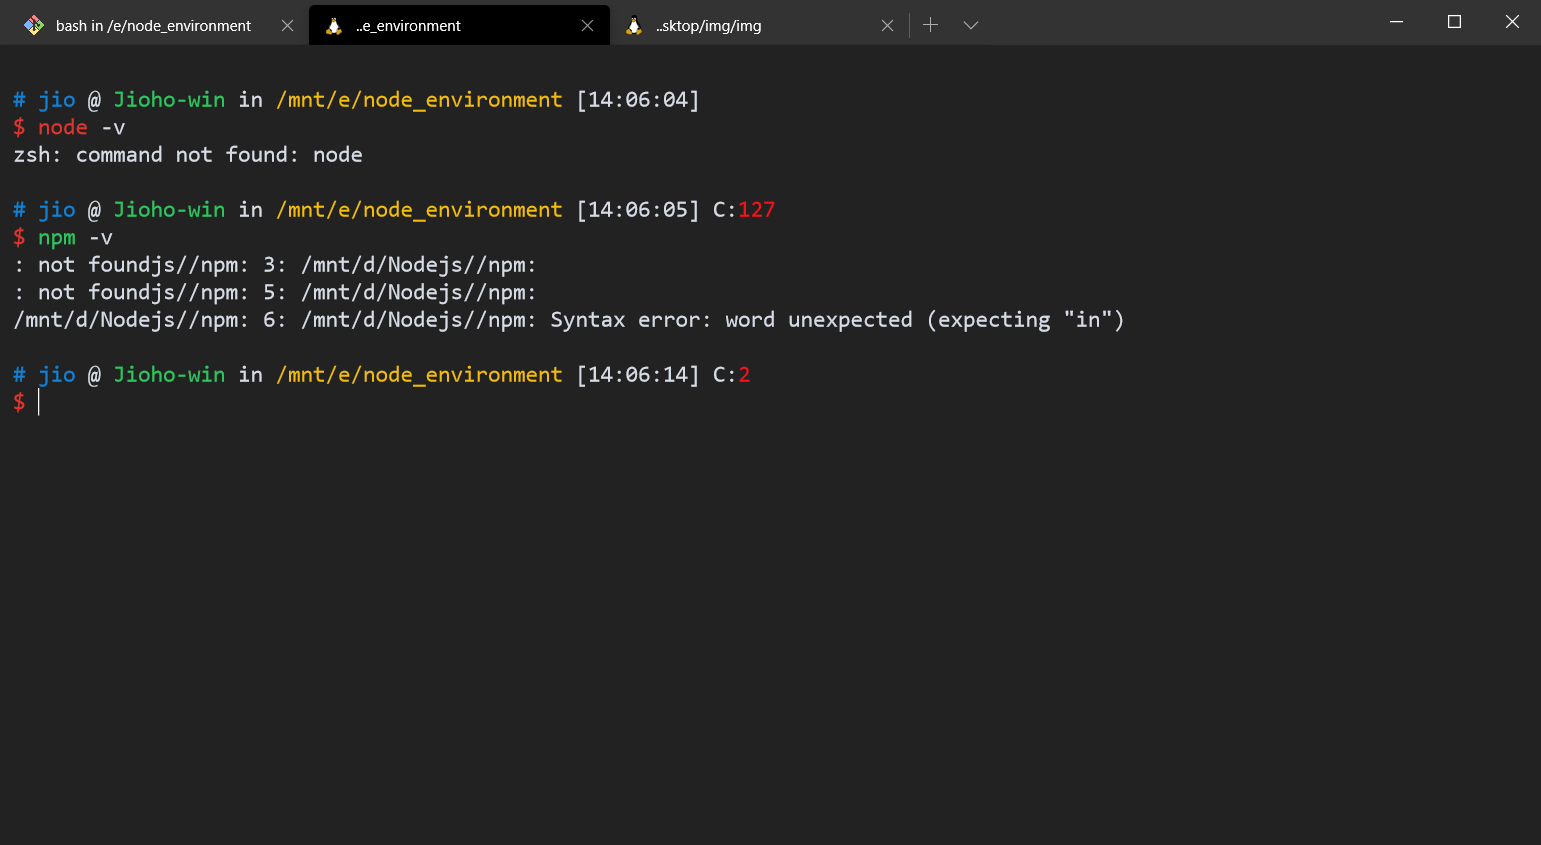 bash in /e/node_environment
..e_environment
..sktop/img/img
# jio @ Jioho-win in /mnt/e/node_environment [14:06:04]
$ node -v
zsh: command not found: node
# jio @ Jioho-win in /mnt/e/node_environment [14:06:05] C:127
$ npm -v
: not foundjs//npm: 3: /mnt/d/Nodejs//npm:
: not foundjs//npm: 5: /mnt/d/Nodejs//npm:
/mnt/d/Nodejs//npm: 6: /mnt/d/Nodejs//npm: Syntax error: word unexpected (expecting "in")
# jio @ Jioho-win in /mnt/e/node_environment [14:06:14] C:2
$